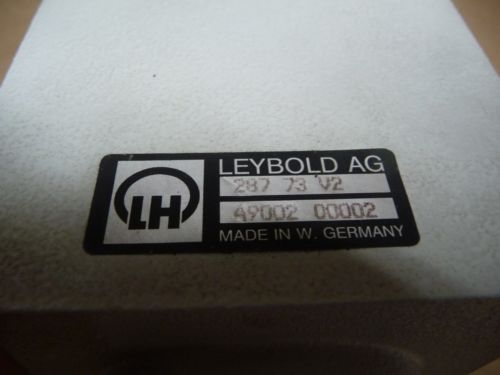 LEYBOLD AG
287 73 V2
LH
49002 00002
MADE IN W. GERMANY